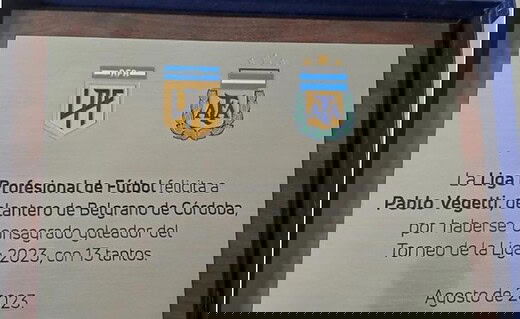 La Liga Profesional de Fútbol felicita a
Pablo Vegetti, delantero de Belgrano de Córdoba,
por haberse consagrado goleador del
Torneo de la Liga 2023, con 13 tantos.
Agosto de 2023.